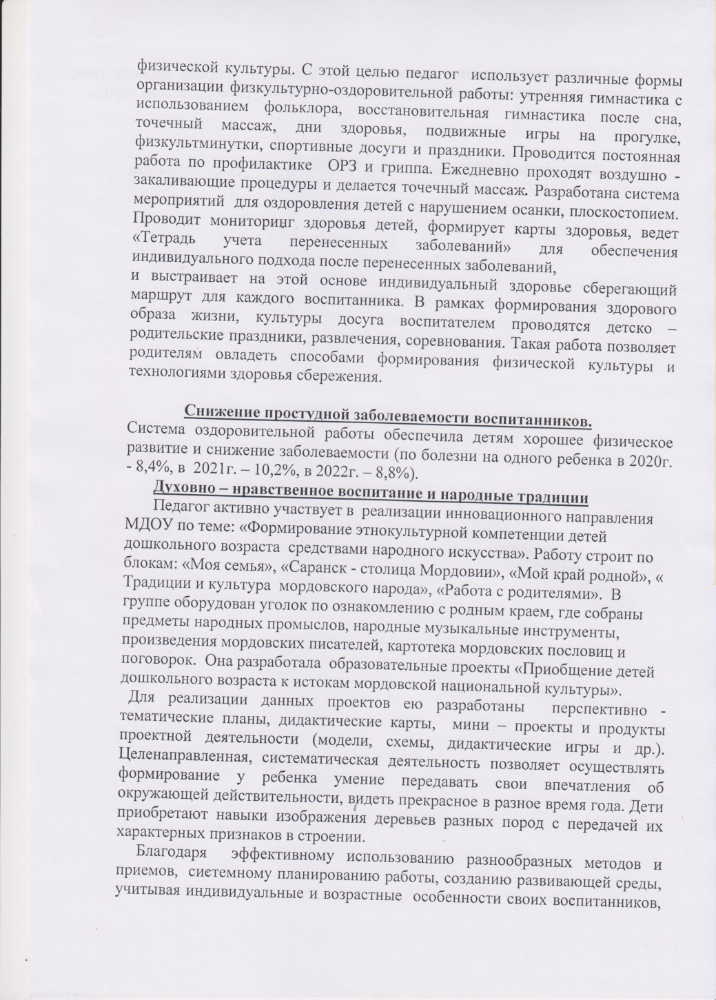 физической культуры. С этой целью педагог использует различные формы
организации физкультурно-оздоровительной работы: утренняя гимнастика с
использованием фольклора, восстановительная гимнастика после сна,
точечный массаж, дни здоровья, подвижные игры на прогулке,
физкультминутки, спортивные досуги и праздники. Проводится постоянная
работа по профилактике ОРЗ и гриппа. Ежедневно проходят воздушно -
закаливающие процедуры и делается точечный массаж. Разработана система
мероприятий для оздоровления детей с нарушением осанки, плоскостопием.
Проводит мониторинг здоровья детей, формирует карты здоровья, ведет
«Тетрадь учета перенесенных заболеваний» для обеспечения
индивидуального подхода после перенесенных заболеваний,
и выстраивает на этой основе индивидуальный здоровье сберегающий
маршрут для каждого воспитанника. В рамках формирования здорового
образа жизни, культуры досуга воспитателем проводятся детско –
родительские праздники, развлечения, соревнования. Такая работа позволяет
родителям овладеть способами формирования физической культуры и
технологиями здоровья сбережения.
Снижение простудной заболеваемости воспитанников.
Система оздоровительной работы обеспечила детям хорошее физическое
развитие и снижение заболеваемости (по болезни на одного ребенка в 2020г.
- 8,4%, в 2021г. – 10,2%, в 2022г. – 8,8%).
Духовно – нравственное воспитание и народные традиции
Педагог активно участвует в реализации инновационного направления
МДОУ по теме: «Формирование этнокультурной компетенции детей
дошкольного возраста средствами народного искусства». Работу строит по
блокам: «Моя семья», «Саранск - столица Мордовии», «Мой край родной», «
Традиции и культура мордовского народа», «Работа с родителями». В
группе оборудован уголок по ознакомлению с родным краем, где собраны
предметы народных промыслов, народные музыкальные инструменты,
произведения мордовских писателей, картотека мордовских пословиц и
поговорок. Она разработала образовательные проекты «Приобщение детей
дошкольного возраста к истокам мордовской национальной культуры».
Для реализации данных проектов ею разработаны перспективно -
тематические планы, дидактические карты, мини – проекты и продукты
проектной деятельности (модели, схемы, дидактические игры и др.).
Целенаправленная, систематическая деятельность позволяет осуществлять
формирование у ребенка умение передавать свои впечатления об
окружающей действительности, видеть прекрасное в разное время года. Дети
приобретают навыки изображения деревьев разных пород с передачей их
характерных признаков в строении.
Благодаря эффективному использованию разнообразных методов и
приемов, системному планированию работы, созданию развивающей среды,
учитывая индивидуальные и возрастные особенности своих воспитанников,